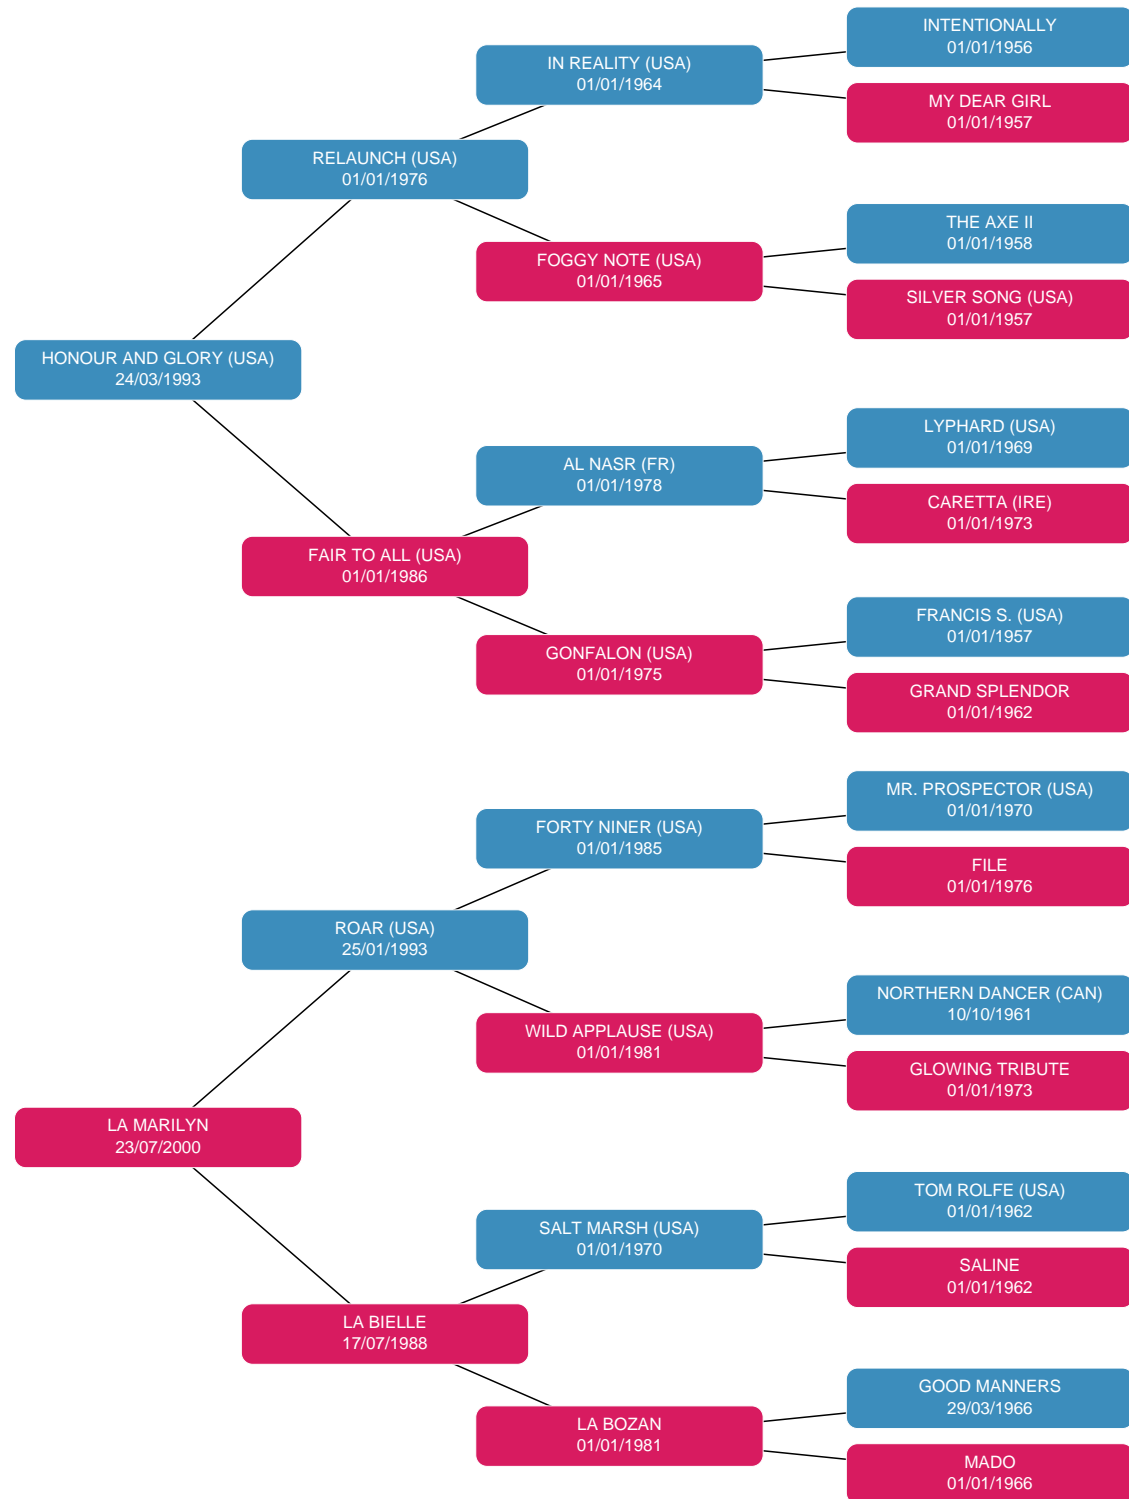 INTENTIONALLY
01/01/1956
IN REALITY (USA)
01/01/1964
MY DEAR GIRL
01/01/1957
RELAUNCH (USA)
01/01/1976
THE AXE II
01/01/1958
FOGGY NOTE (USA)
01/01/1965
SILVER SONG (USA)
01/01/1957
HONOUR AND GLORY (USA)
24/03/1993
LYPHARD (USA)
01/01/1969
AL NASR (FR)
01/01/1978
CARETTA (IRE)
01/01/1973
FAIR TO ALL (USA)
01/01/1986
FRANCIS S. (USA)
01/01/1957
GONFALON (USA)
01/01/1975
GRAND SPLENDOR
01/01/1962
MR. PROSPECTOR (USA)
01/01/1970
FORTY NINER (USA)
01/01/1985
FILE
01/01/1976
ROAR (USA)
25/01/1993
NORTHERN DANCER (CAN)
10/10/1961
WILD APPLAUSE (USA)
01/01/1981
GLOWING TRIBUTE
01/01/1973
LA MARILYN
23/07/2000
TOM ROLFE (USA)
01/01/1962
SALT MARSH (USA)
01/01/1970
SALINE
01/01/1962
LA BIELLE
17/07/1988
GOOD MANNERS
29/03/1966
LA BOZAN
01/01/1981
MADO
01/01/1966